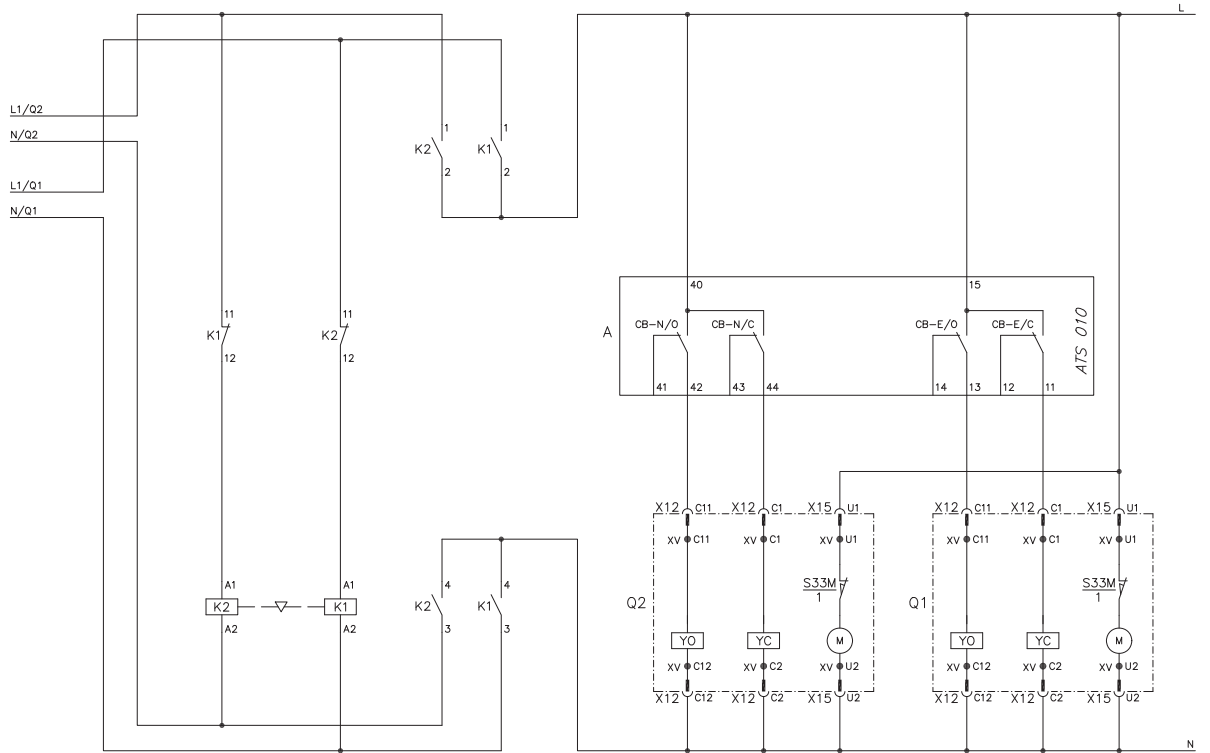 L
L1/Q2
N/Q2
L1/Q1
N/Q1
K2 1 2
K1 1 2
K1 11 12
K2 11 12
40 15
A
CB-N/O CB-N/C CB-E/O CB-E/C
ATS 010
41 42 43 44 14 13 12 11
X12 C11 X12 C1 X15 U1 X12 C11 X12 C1 X15 U1
XV C11 XV C1 XV U1 XV C11 XV C1 XV U1
A1 A1 4 4
K2 K1 K2 K1
A2 A2 3 3
S33M
1
S33M
1
Q2 Q1
YO YC M YO YC M
XV C12 XV C2 XV U2 XV C12 XV C2 XV U2
X12 C12 X12 C2 X15 U2 X12 C12 X12 C2 X15 U2
N